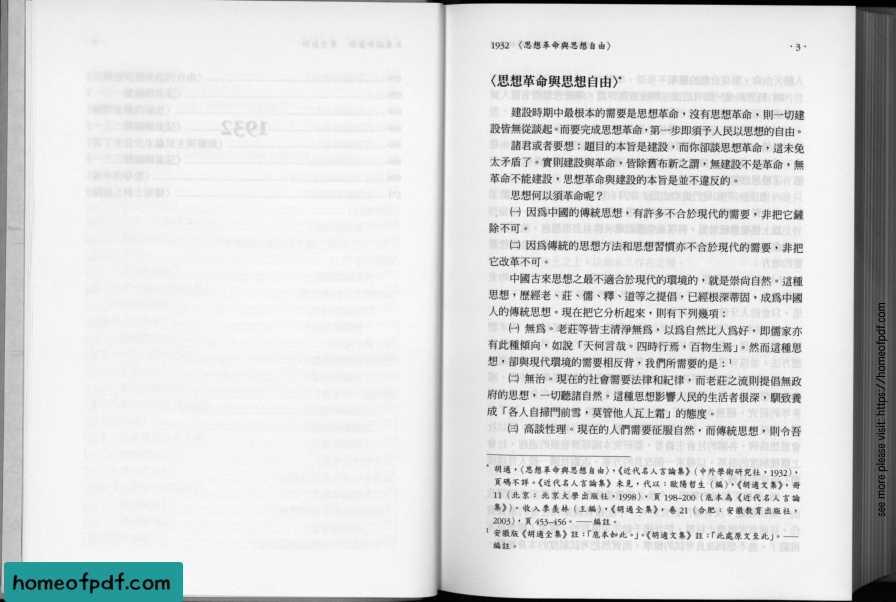 1932 〈思想革命與思想自由〉 ·3·
〈思想革命與思想自由〉*
建設時期中最根本的需要是思想革命,沒有思想革命,則一切建
設皆無從談起。而要完成思想革命,第一步即須予人民以思想的自由。
諸君或者要想:題目的本旨是建設,而你卻談思想革命,這未免
太矛盾了。實則建設與革命,皆除舊布新之謂,無建設不是革命,無
革命不能建設,思想革命與建設的本旨是並不違反的。
思想何以須革命呢?
㈠ 因爲中國的傳統思想,有許多不合於現代的需要,非把它鏟
除不可。
㈡ 因爲傳統的思想方法和思想習慣亦不合於現代的需要,非把
它改革不可。
中國古來思想之最不適合於現代的環境的,就是崇尚自然。這種
思想,歷經老、莊、儒、釋、道等之提倡,已經根深蒂固,成爲中國
人的傳統思想。現在把它分析起來,則有下列幾項:
㈠ 無爲。老莊等皆主清淨無爲,以爲自然比人爲好,即儒家亦
有此種傾向,如說「天何言哉。四時行焉,百物生焉」。然而這種思
想,卻與現代環境的需要相反背,我們所需要的是:¹
㈡ 無治。現在的社會需要法律和紀律,而老莊之流則提倡無政
府的思想,一切聽諸自然。這種思想影響人民的生活者很深,馴致養
成「各人自掃門前雪,莫管他人瓦上霜」的態度。
㈢ 高談性理。現在的人們需要征服自然,而傳統思想,則令吾
* 胡適,〈思想革命與思想自由〉,《近代名人言論集》(中外學術研究社,1932),
頁碼不詳。《近代名人言論集》未見,代以:歐陽哲生(編),《胡適文集》,冊
11(北京:北京大學出版社,1998),頁 198–200(底本為《近代名人言論
集》)。收入季羨林(主編),《胡適全集》,卷 21(合肥:安徽教育出版社,
2003),頁 453–456。——編註。
¹ 安徽版《胡適全集》註:「底本如此。」。《胡適文集》註:「此處原文至此」。——
編註。
see more please visit: https://homeofpdf.com
homeofpdf.com